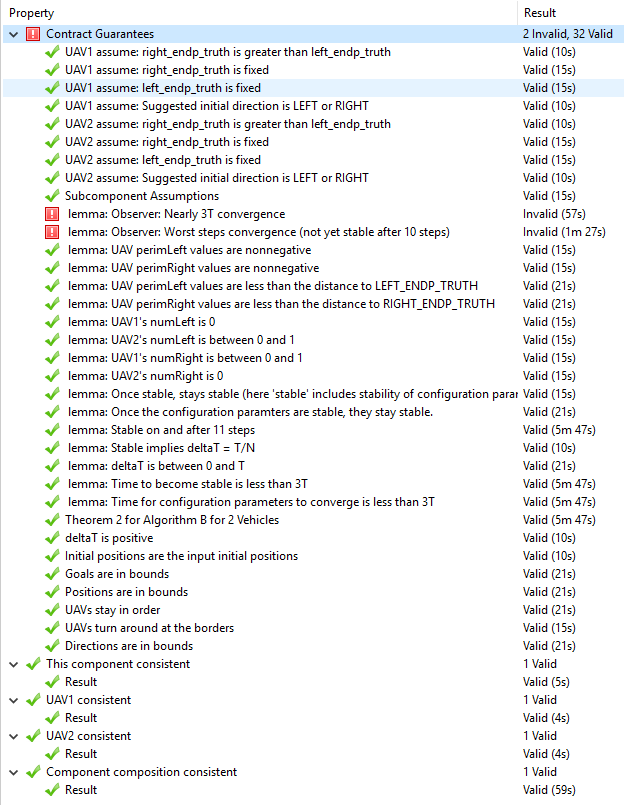 Property Result
Contract Guarantees 2 Invalid, 32 Valid
UAV1 assume: right_endp_truth is greater than left_endp_truth Valid (10s)
UAV1 assume: right_endp_truth is fixed Valid (15s)
UAV1 assume: left_endp_truth is fixed Valid (15s)
UAV1 assume: Suggested initial direction is LEFT or RIGHT Valid (10s)
UAV2 assume: right_endp_truth is greater than left_endp_truth Valid (10s)
UAV2 assume: right_endp_truth is fixed Valid (15s)
UAV2 assume: left_endp_truth is fixed Valid (15s)
UAV2 assume: Suggested initial direction is LEFT or RIGHT Valid (10s)
Subcomponent Assumptions Valid (15s)
lemma: Observer: Nearly 3T convergence Invalid (57s)
lemma: Observer: Worst steps convergence (not yet stable after 10 steps) Invalid (1m 27s)
lemma: UAV perimLeft values are nonnegative Valid (15s)
lemma: UAV perimRight values are nonnegative Valid (15s)
lemma: UAV perimLeft values are less than the distance to LEFT_ENDP_TRUTH Valid (21s)
lemma: UAV perimRight values are less than the distance to RIGHT_ENDP_TRUTH Valid (21s)
lemma: UAV1's numLeft is 0 Valid (15s)
lemma: UAV2's numLeft is between 0 and 1 Valid (15s)
lemma: UAV1's numRight is between 0 and 1 Valid (15s)
lemma: UAV2's numRight is 0 Valid (15s)
lemma: Once stable, stays stable (here 'stable' includes stability of configuration parar Valid (15s)
lemma: Once the configuration paramters are stable, they stay stable. Valid (21s)
lemma: Stable on and after 11 steps Valid (5m 47s)
lemma: Stable implies deltaT = T/N Valid (10s)
lemma: deltaT is between 0 and T Valid (21s)
lemma: Time to become stable is less than 3T Valid (5m 47s)
lemma: Time for configuration parameters to converge is less than 3T Valid (5m 47s)
Theorem 2 for Algorithm B for 2 Vehicles Valid (5m 47s)
deltaT is positive Valid (10s)
Initial positions are the input initial positions Valid (10s)
Goals are in bounds Valid (21s)
Positions are in bounds Valid (21s)
UAVs stay in order Valid (21s)
UAVs turn around at the borders Valid (15s)
Directions are in bounds Valid (21s)
This component consistent 1 Valid
Result Valid (5s)
UAV1 consistent 1 Valid
Result Valid (4s)
UAV2 consistent 1 Valid
Result Valid (4s)
Component composition consistent 1 Valid
Result Valid (59s)